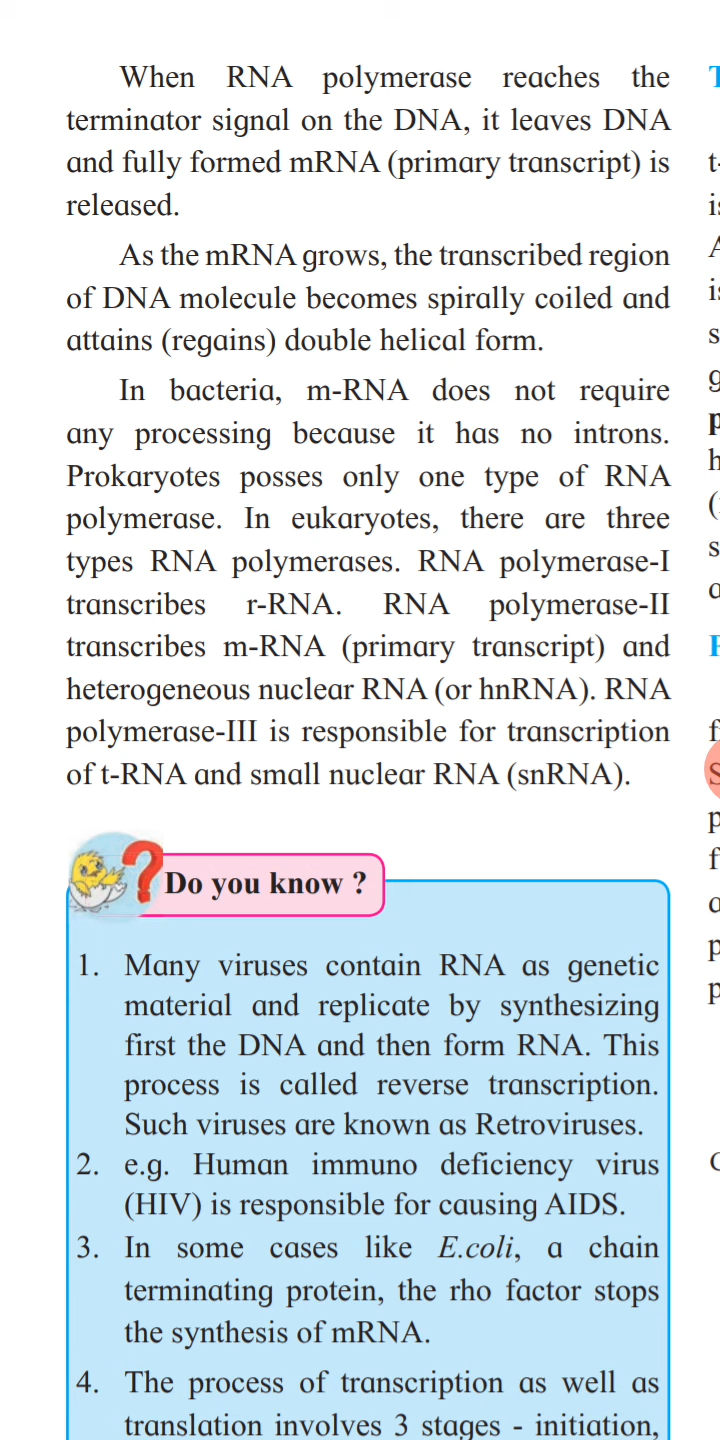 When RNA polymerase reaches the
terminator signal on the DNA, it leaves DNA
and fully formed mRNA (primary transcript) is
released.
As the mRNA grows, the transcribed region
of DNA molecule becomes spirally coiled and
attains (regains) double helical form.
In bacteria, m-RNA does not require
any processing because it has no introns.
Prokaryotes posses only one type of RNA
polymerase. In eukaryotes, there are three
types RNA polymerases. RNA polymerase-I
transcribes r-RNA. RNA polymerase-II
transcribes m-RNA (primary transcript) and
heterogeneous nuclear RNA (or hnRNA). RNA
polymerase-III is responsible for transcription
of t-RNA and small nuclear RNA (snRNA).
Do you know ?
1. Many viruses contain RNA as genetic
material and replicate by synthesizing
first the DNA and then form RNA. This
process is called reverse transcription.
Such viruses are known as Retroviruses.
2. e.g. Human immuno deficiency virus
(HIV) is responsible for causing AIDS.
3. In some cases like E.coli, a chain
terminating protein, the rho factor stops
the synthesis of mRNA.
4. The process of transcription as well as
translation involves 3 stages - initiation,